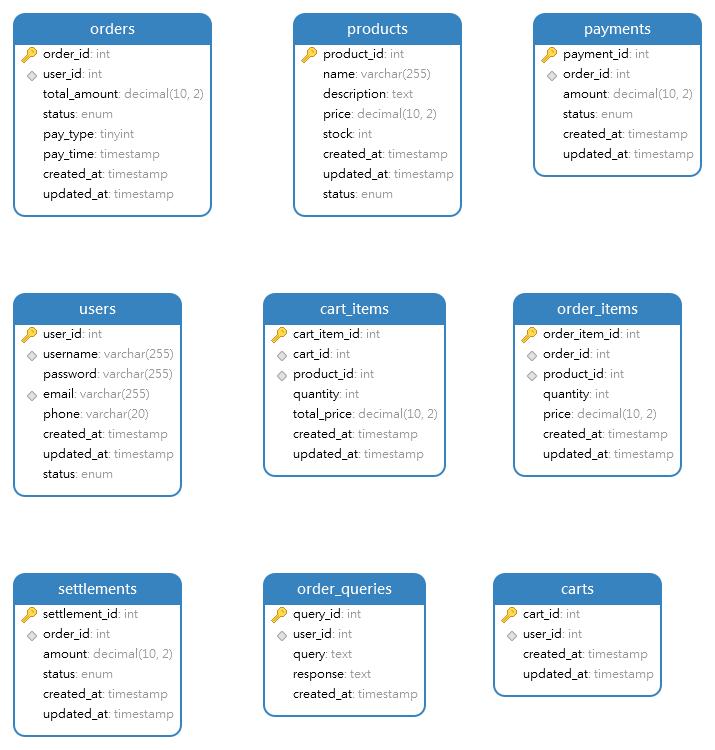 orders
order_id: int
user_id: int
total_amount: decimal(10, 2)
status: enum
pay_type: tinyint
pay_time: timestamp
created_at: timestamp
updated_at: timestamp
products
product_id: int
name: varchar(255)
description: text
price: decimal(10, 2)
stock: int
created_at: timestamp
updated_at: timestamp
status: enum
payments
payment_id: int
order_id: int
amount: decimal(10, 2)
status: enum
created_at: timestamp
updated_at: timestamp
users
user_id: int
username: varchar(255)
password: varchar(255)
email: varchar(255)
phone: varchar(20)
created_at: timestamp
updated_at: timestamp
status: enum
cart_items
cart_item_id: int
cart_id: int
product_id: int
quantity: int
total_price: decimal(10, 2)
created_at: timestamp
updated_at: timestamp
order_items
order_item_id: int
order_id: int
product_id: int
quantity: int
price: decimal(10, 2)
created_at: timestamp
updated_at: timestamp
settlements
settlement_id: int
order_id: int
amount: decimal(10, 2)
status: enum
created_at: timestamp
updated_at: timestamp
order_queries
query_id: int
user_id: int
query: text
response: text
created_at: timestamp
carts
cart_id: int
user_id: int
created_at: timestamp
updated_at: timestamp